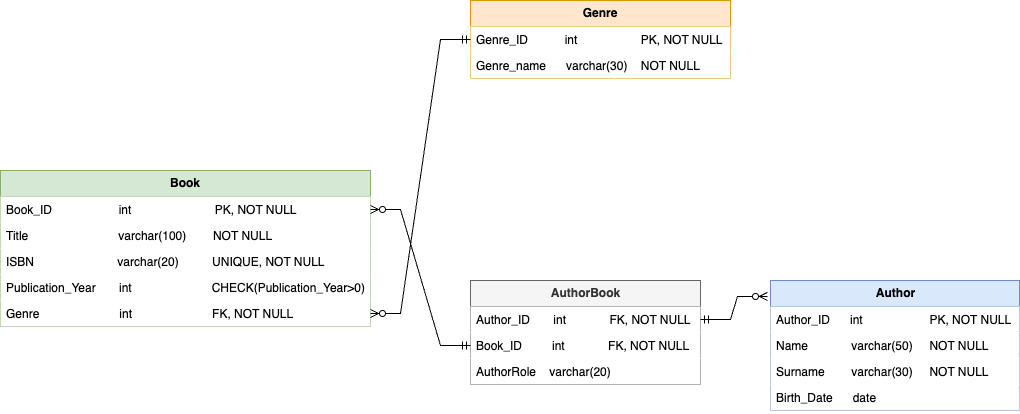 Genre
Genre_ID int PK, NOT NULL
Genre_name varchar(30) NOT NULL
Book
Book_ID int PK, NOT NULL
Title varchar(100) NOT NULL
ISBN varchar(20) UNIQUE, NOT NULL
Publication_Year int CHECK(Publication_Year>0)
Genre int FK, NOT NULL
AuthorBook
Author_ID int FK, NOT NULL
Book_ID int FK, NOT NULL
AuthorRole varchar(20)
Author
Author_ID int PK, NOT NULL
Name varchar(50) NOT NULL
Surname varchar(30) NOT NULL
Birth_Date date